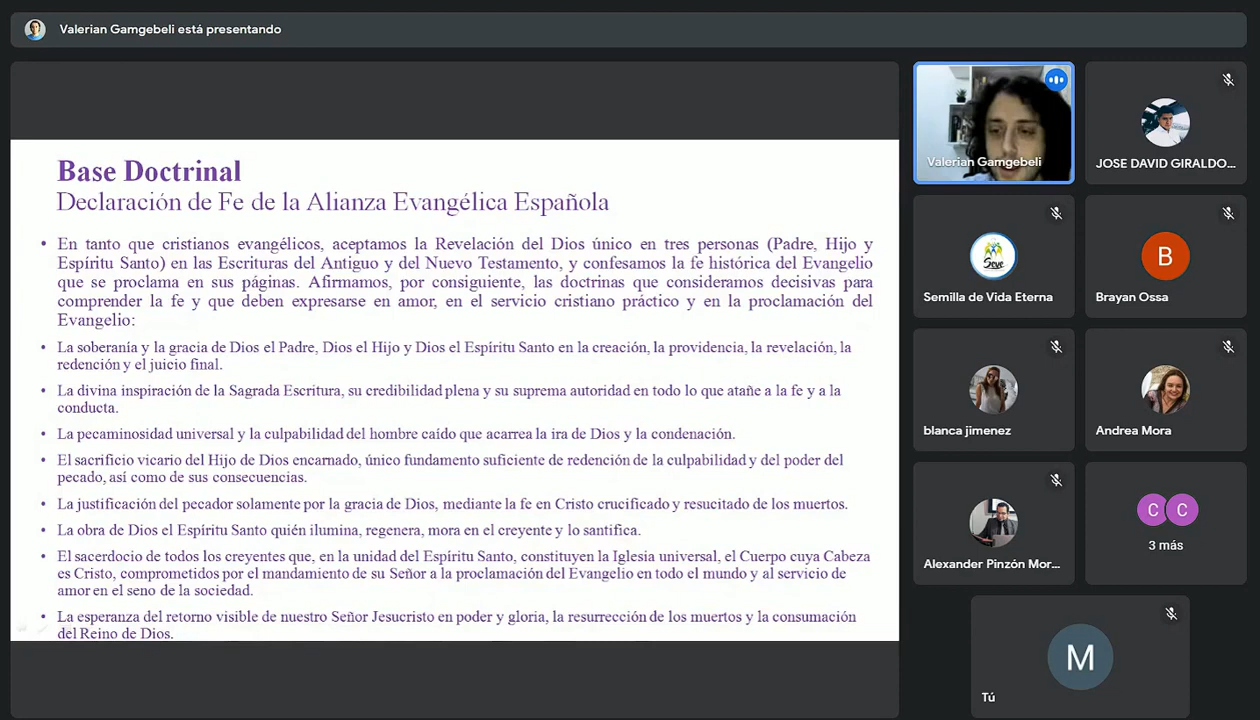 Valerian Gamgebeli está presentando
Base Doctrinal
Declaración de Fe de la Alianza Evangélica Española
• En tanto que cristianos evangélicos, aceptamos la Revelación del Dios único en tres personas (Padre, Hijo y
Espíritu Santo) en las Escrituras del Antiguo y del Nuevo Testamento, y confesamos la fe histórica del Evangelio
que se proclama en sus páginas. Afirmamos, por consiguiente, las doctrinas que consideramos decisivas para
comprender la fe y que deben expresarse en amor, en el servicio cristiano práctico y en la proclamación del
Evangelio:
• La soberanía y la gracia de Dios el Padre, Dios el Hijo y Dios el Espíritu Santo en la creación, la providencia, la revelación, la
redención y el juicio final.
• La divina inspiración de la Sagrada Escritura, su credibilidad plena y su suprema autoridad en todo lo que atañe a la fe y a la
conducta.
• La pecaminosidad universal y la culpabilidad del hombre caído que acarrea la ira de Dios y la condenación.
• El sacrificio vicario del Hijo de Dios encarnado, único fundamento suficiente de redención de la culpabilidad y del poder del
pecado, así como de sus consecuencias.
• La justificación del pecador solamente por la gracia de Dios, mediante la fe en Cristo crucificado y resucitado de los muertos.
• La obra de Dios el Espíritu Santo quién ilumina, regenera, mora en el creyente y lo santifica.
• El sacerdocio de todos los creyentes que, en la unidad del Espíritu Santo, constituyen la Iglesia universal, el Cuerpo cuya Cabeza
es Cristo, comprometidos por el mandamiento de su Señor a la proclamación del Evangelio en todo el mundo y al servicio de
amor en el seno de la sociedad.
• La esperanza del retorno visible de nuestro Señor Jesucristo en poder y gloria, la resurrección de los muertos y la consumación
del Reino de Dios.
Valerian Gamgebeli
JOSE DAVID GIRALDO...
Seve
Semilla de Vida Eterna
B
Brayan Ossa
blanca jimenez
Andrea Mora
Alexander Pinzón Mor...
C C
3 más
M
Tú